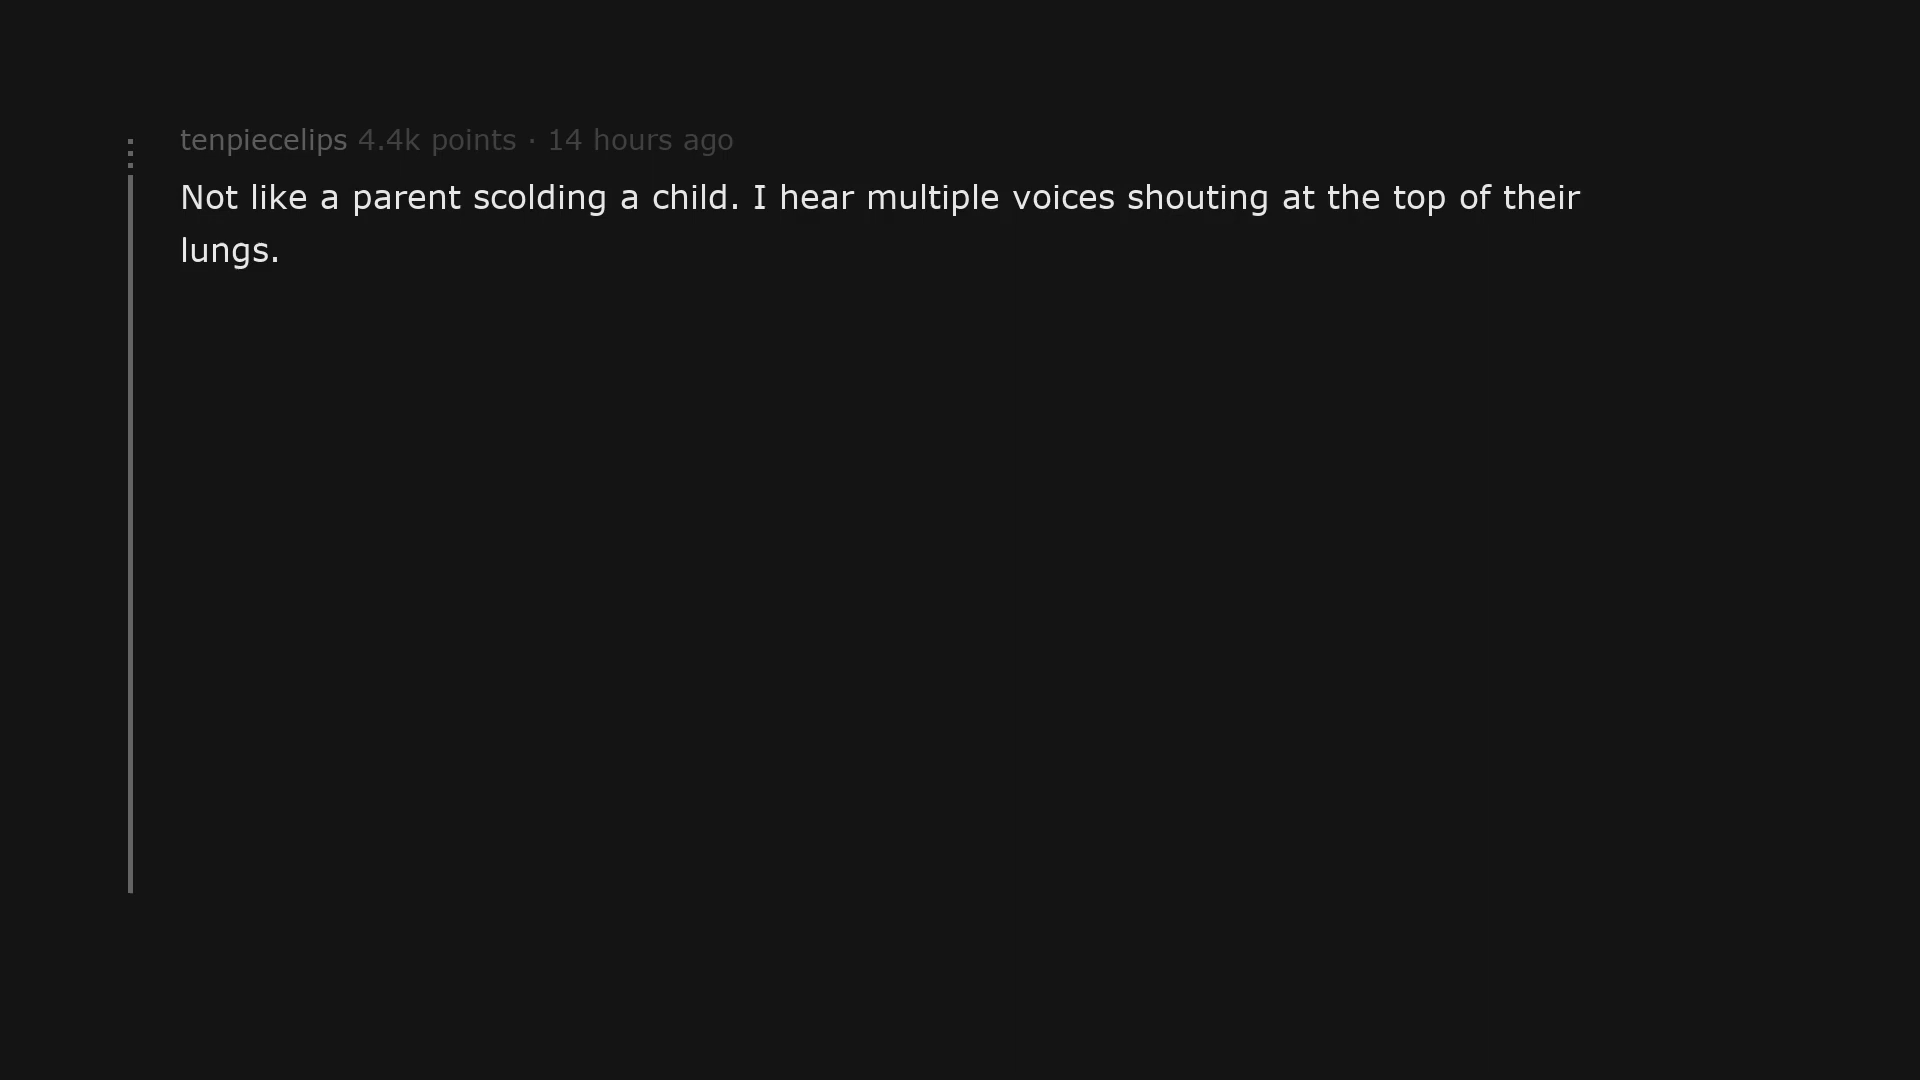 tenpiecelips 4.4k points · 14 hours ago
Not like a parent scolding a child. I hear multiple voices shouting at the top of their
lungs.